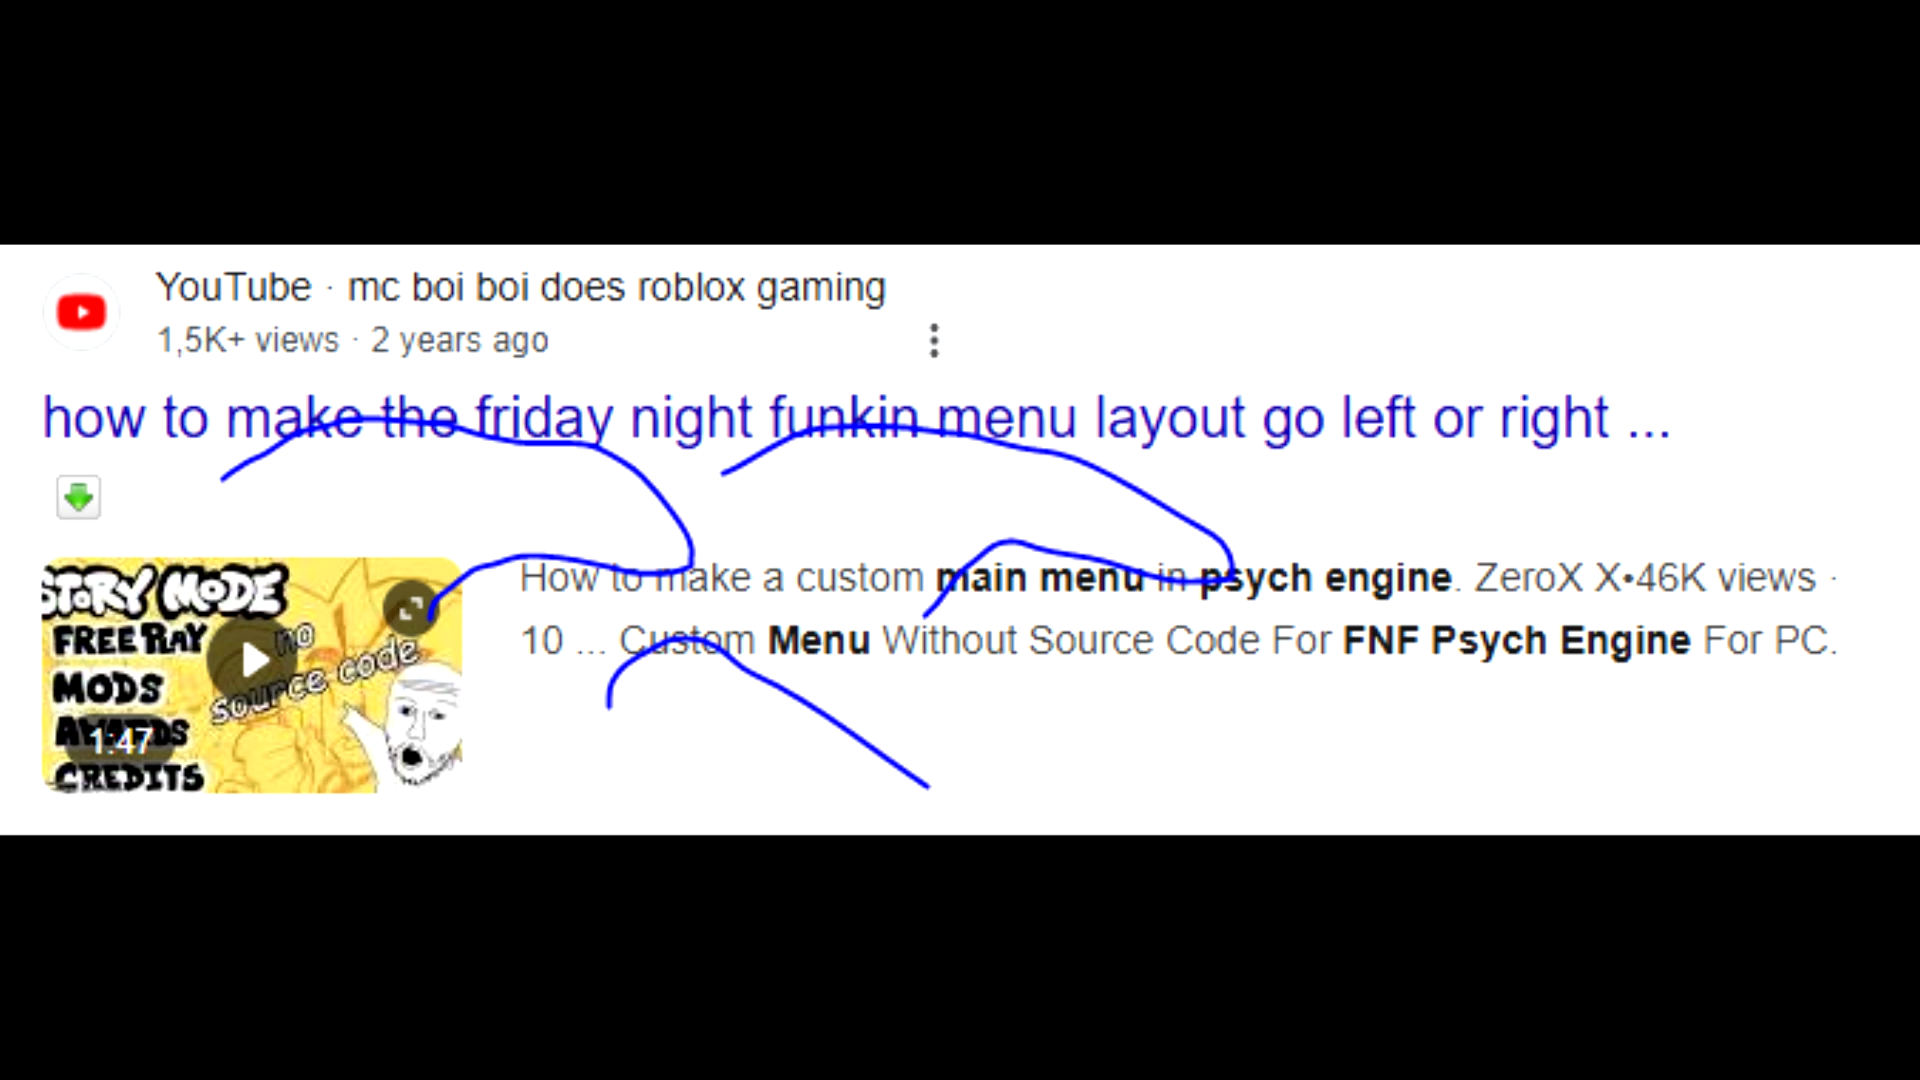 YouTube · mc boi boi does roblox gaming
1,5K+ views · 2 years ago
how to make the friday night funkin menu layout go left or right ...
STORY MODE
FREEPLAY
MODS
AWARDS
CREDITS
no
source code
1:47
How to make a custom main menu in psych engine. ZeroX X•46K views ·
10 ... Custom Menu Without Source Code For FNF Psych Engine For PC.